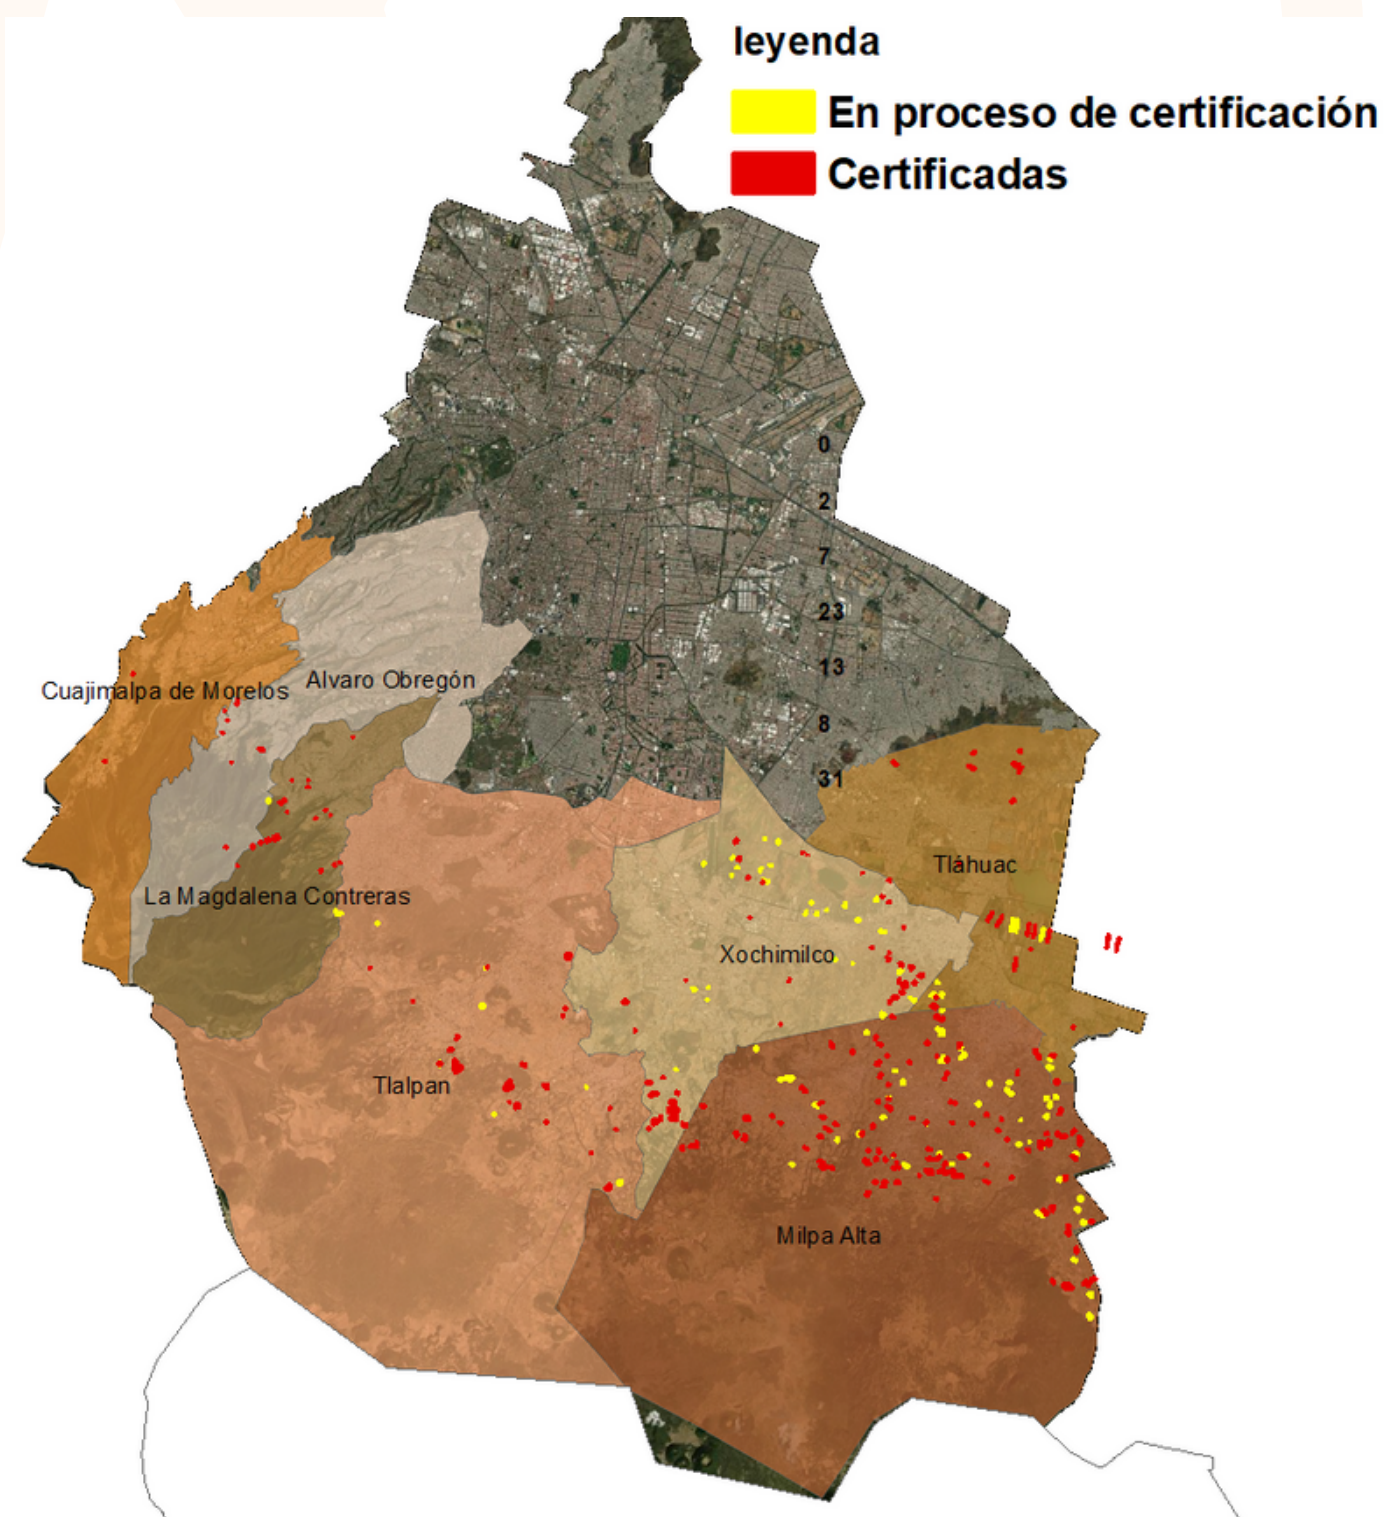 leyenda
En proceso de certificación
Certificadas
0
2
7
23
13
8
31
Cuajimalpa de Morelos
Alvaro Obregón
Tláhuac
La Magdalena Contreras
Xochimilco
Tlalpan
Milpa Alta